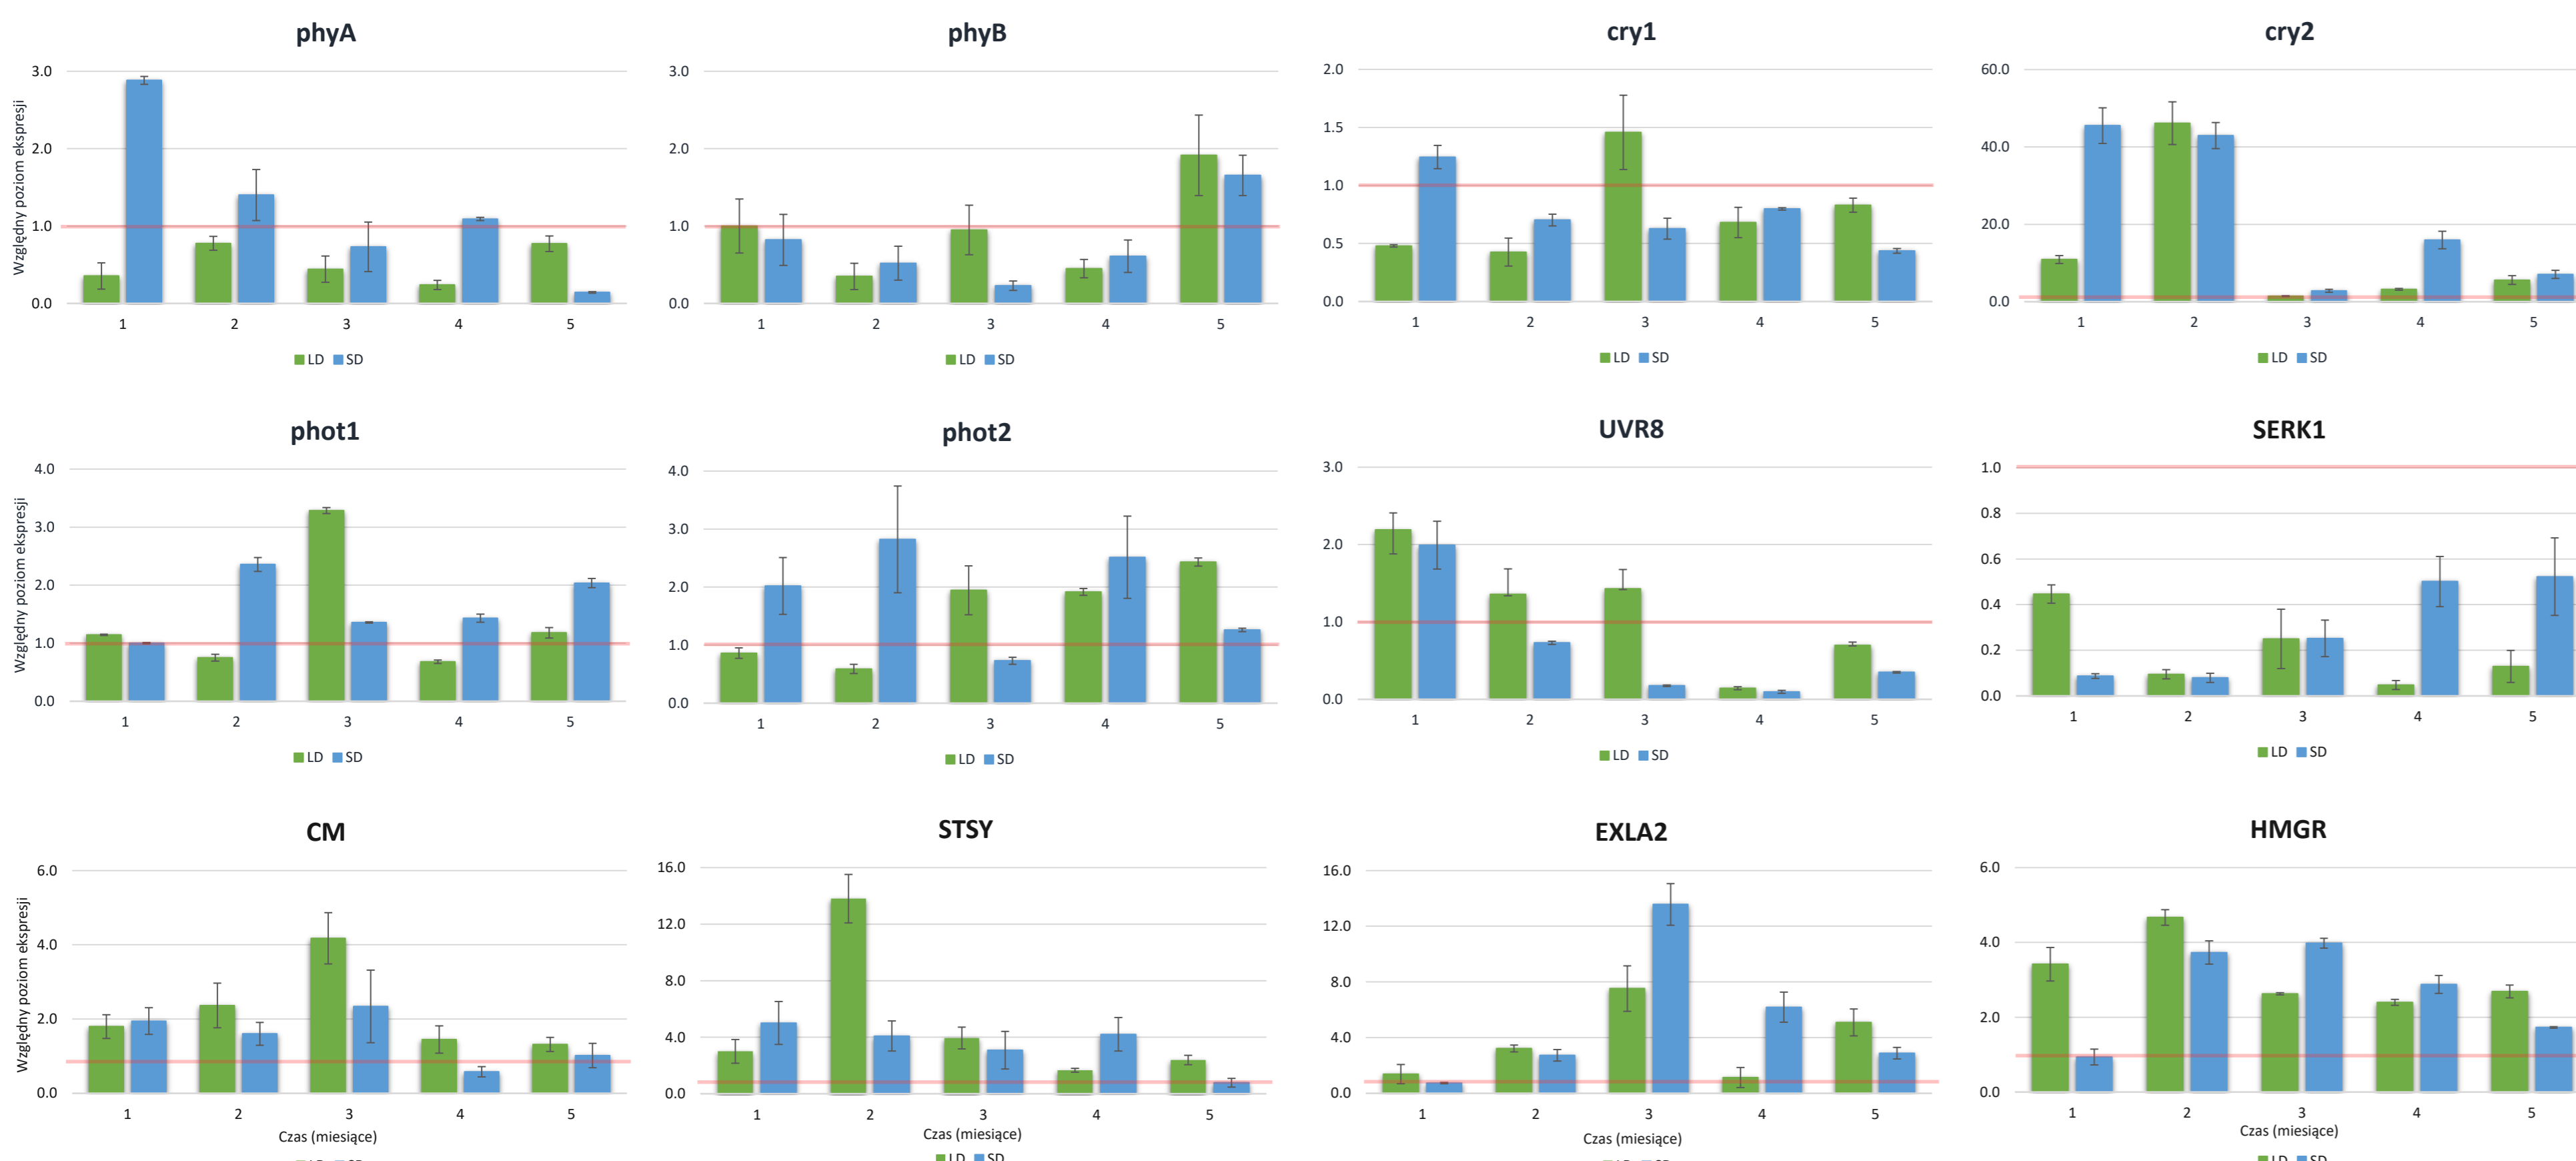 phyA phyB cry1 cry2
Względny poziom ekspresji
3.0 2.0 1.0 0.0
1 2 3 4 5
LD SD
3.0 2.0 1.0 0.0
1 2 3 4 5
LD SD
2.0 1.5 1.0 0.5 0.0
1 2 3 4 5
LD SD
60.0 40.0 20.0 0.0
1 2 3 4 5
LD SD
phot1 phot2 UVR8 SERK1
Względny poziom ekspresji
4.0 3.0 2.0 1.0 0.0
1 2 3 4 5
LD SD
4.0 3.0 2.0 1.0 0.0
1 2 3 4 5
LD SD
3.0 2.0 1.0 0.0
1 2 3 4 5
LD SD
1.0 0.8 0.6 0.4 0.2 0.0
1 2 3 4 5
LD SD
CM STSY EXLA2 HMGR
Względny poziom ekspresji
6.0 4.0 2.0 0.0
1 2 3 4 5
Czas (miesiące)
16.0 12.0 8.0 4.0 0.0
1 2 3 4 5
Czas (miesiące)
LD SD
16.0 12.0 8.0 4.0 0.0
1 2 3 4 5
Czas (miesiące)
6.0 4.0 2.0 0.0
1 2 3 4 5
Czas (miesiące)
LD SD